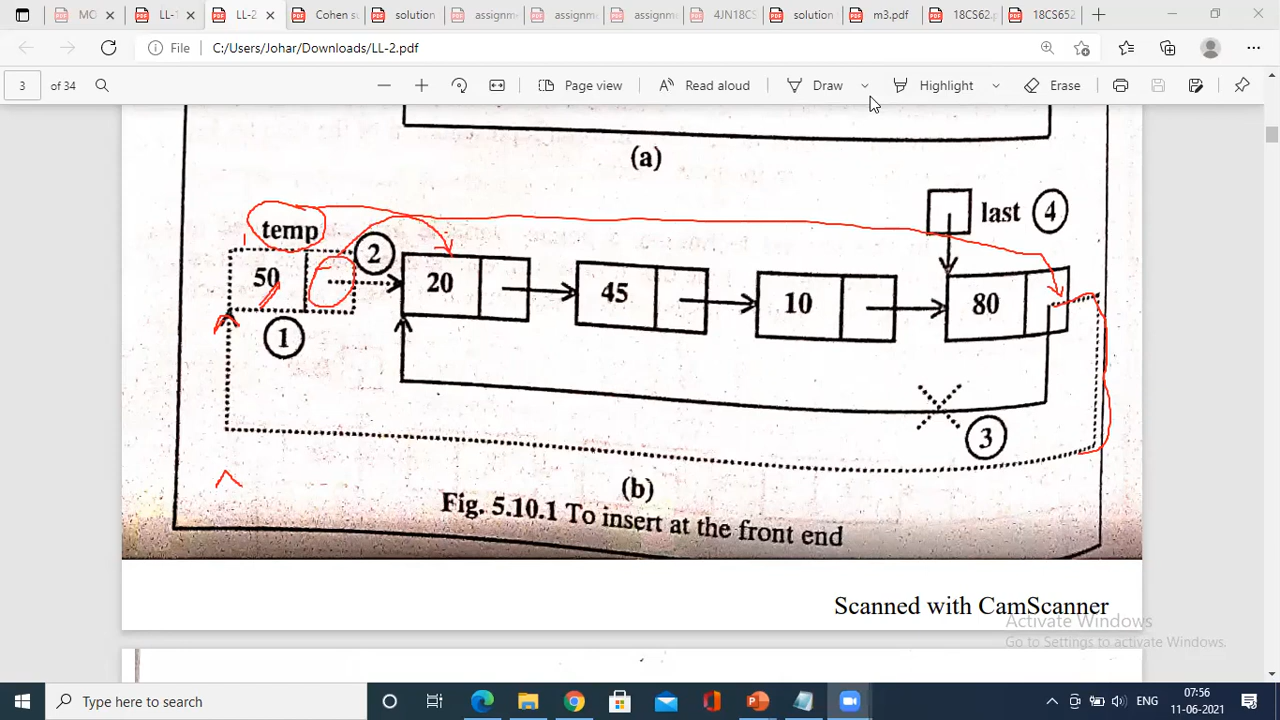 MC
LL-1
LL-2
Cohen s
solution
assignm
assignm
assignm
4JN18CS
solution
m3.pdf
18CS62.p
18CS652
File C:/Users/Johar/Downloads/LL-2.pdf
3 of 34
Page view
Read aloud
Draw
Highlight
Erase
(a)
last 4
temp
2
50
20
45
10
80
1
3
(b)
Fig. 5.10.1 To insert at the front end
Scanned with CamScanner
Activate Windows
Go to Settings to activate Windows.
Type here to search
ENG
07:56
11-06-2021